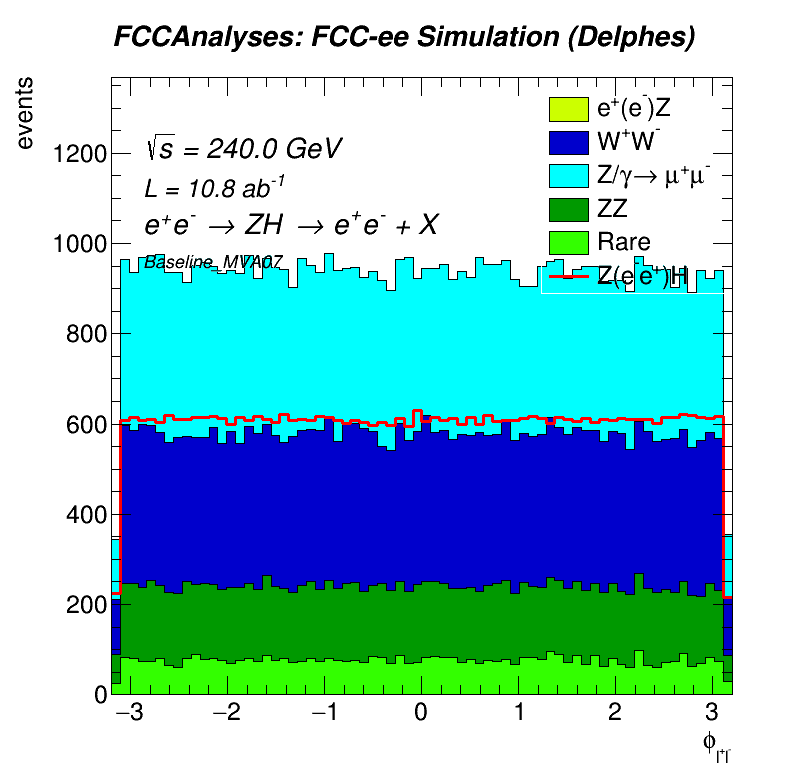 FCCAnalyses: FCC-ee Simulation (Delphes)
events
√s = 240.0 GeV
L = 10.8 ab⁻¹
e⁺e⁻ → ZH → e⁺e⁻ + X
Baseline_MVA07
e⁺(e⁻)Z
W⁺W⁻
Z/γ→ μ⁺μ⁻
ZZ
Rare
Z(e⁻e⁺)H
1200
1000
800
600
400
200
0
−3 −2 −1 0 1 2 3
ϕ_l⁺l⁻